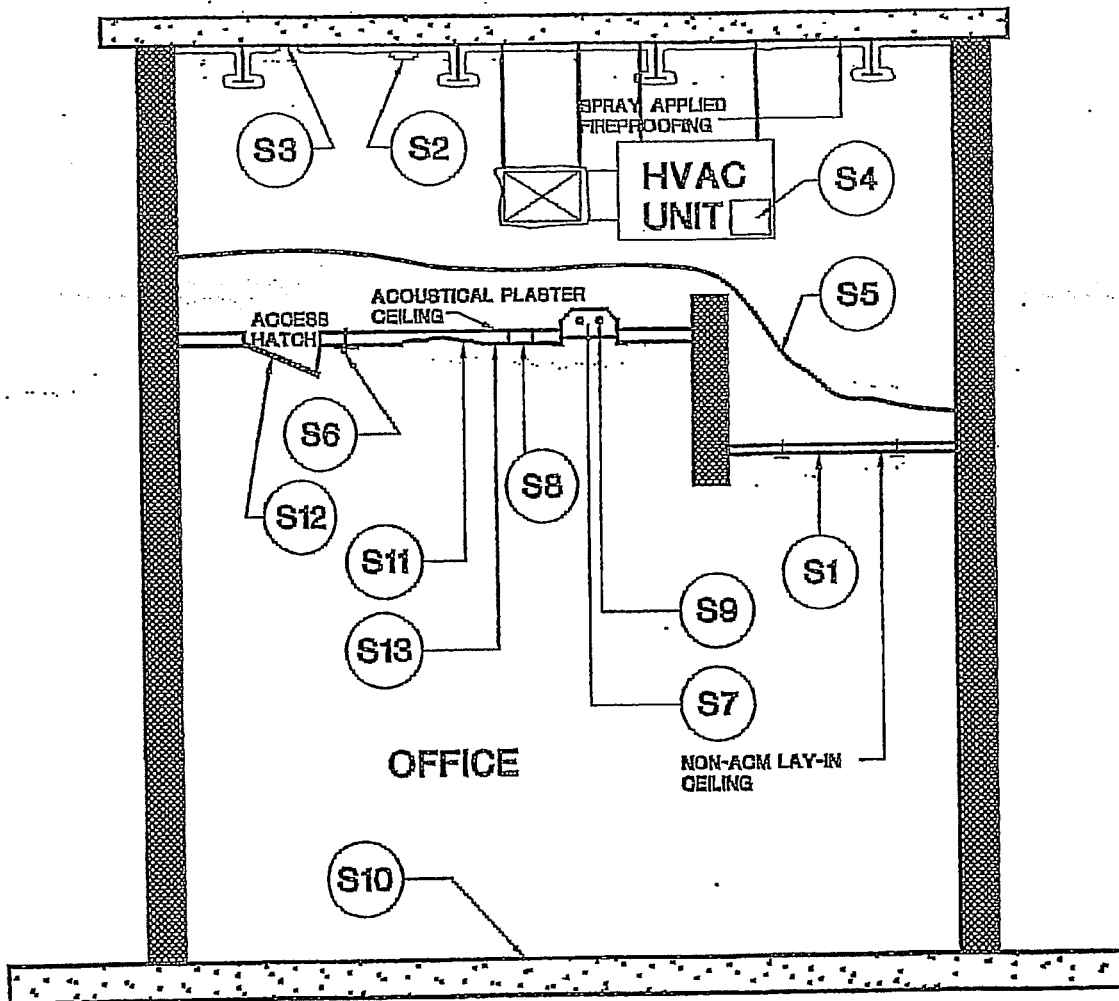 SPRAY APPLIED
FIREPROOFING
S3
S2
HVAC
UNIT
S4
S5
ACOUSTICAL PLASTER
CEILING
ACCESS
HATCH
S6
S8
S12
S11
S1
S9
S13
S7
OFFICE
NON-ACM LAY-IN
CEILING
S10